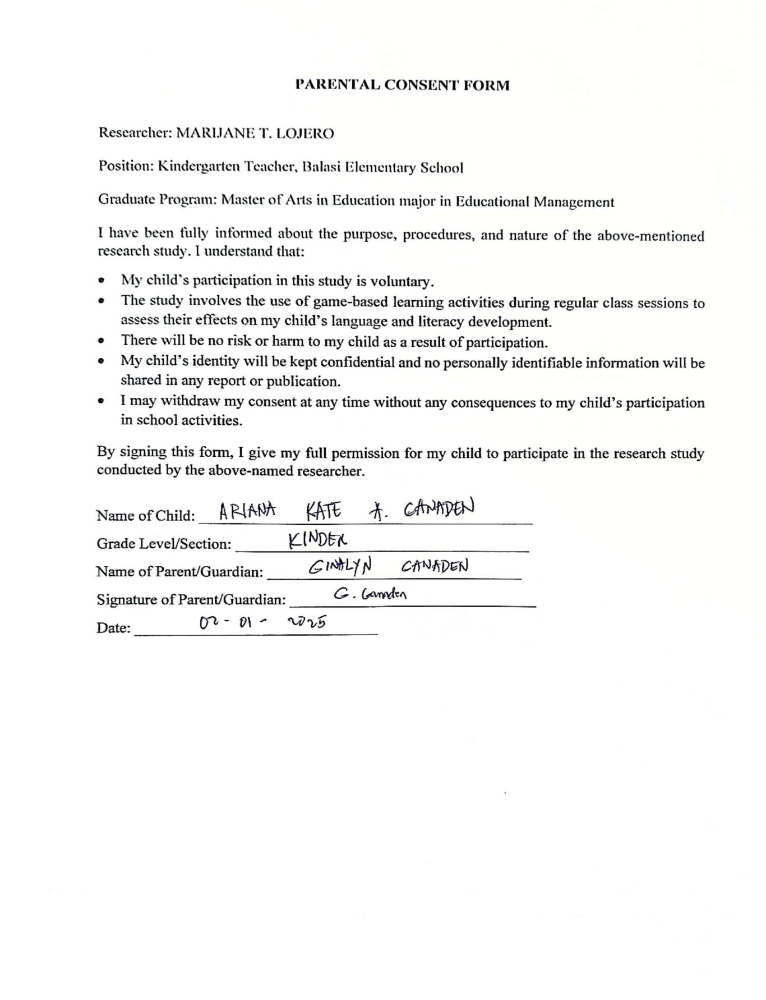 PARENTAL CONSENT FORM
Researcher: MARIJANE T. LOJERO
Position: Kindergarten Teacher, Balasi Elementary School
Graduate Program: Master of Arts in Education major in Educational Management
I have been fully informed about the purpose, procedures, and nature of the above-mentioned
research study. I understand that:
• My child's participation in this study is voluntary.
• The study involves the use of game-based learning activities during regular class sessions to
assess their effects on my child's language and literacy development.
• There will be no risk or harm to my child as a result of participation.
• My child's identity will be kept confidential and no personally identifiable information will be
shared in any report or publication.
• I may withdraw my consent at any time without any consequences to my child's participation
in school activities.
By signing this form, I give my full permission for my child to participate in the research study
conducted by the above-named researcher.
Name of Child: ARIANA KATE A. CANADEN
Grade Level/Section: KINDER
Name of Parent/Guardian: GINALYN CANADEN
Signature of Parent/Guardian: G. Canaden
Date: 02-01-2025